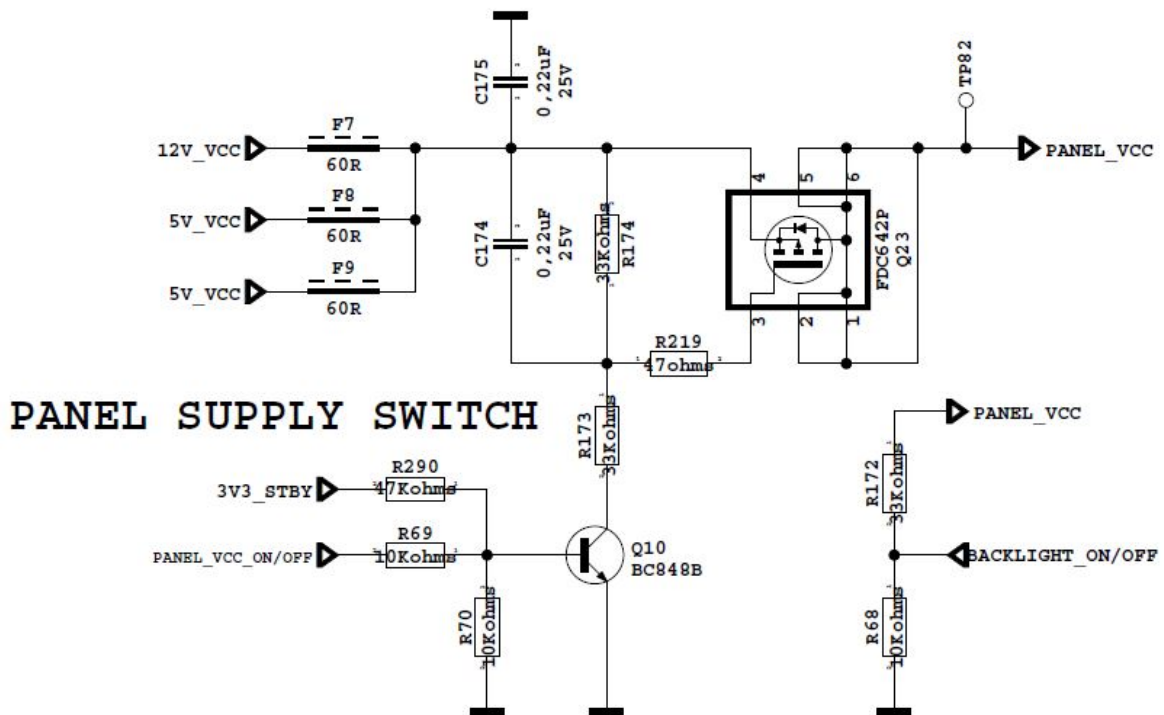 C175
0,22uF
25V
TP82
F7
12V_VCC
60R
PANEL_VCC
4
5
6
F8
5V_VCC
60R
C174
0,22uF
25V
33Kohms
R174
FDC642P
Q23
F9
5V_VCC
60R
3
2
1
R219
47ohms
PANEL SUPPLY SWITCH
R173
33Kohms
PANEL_VCC
R290
3V3_STBY
47Kohms
R172
33Kohms
R69
PANEL_VCC_ON/OFF
10Kohms
Q10
BC848B
BACKLIGHT_ON/OFF
R70
10Kohms
R68
10Kohms